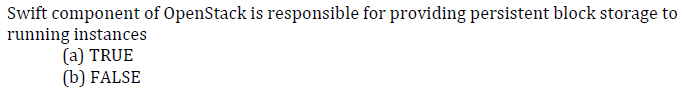 Swift component of OpenStack is responsible for providing persistent block storage to
running instances
(a) TRUE
(b) FALSE